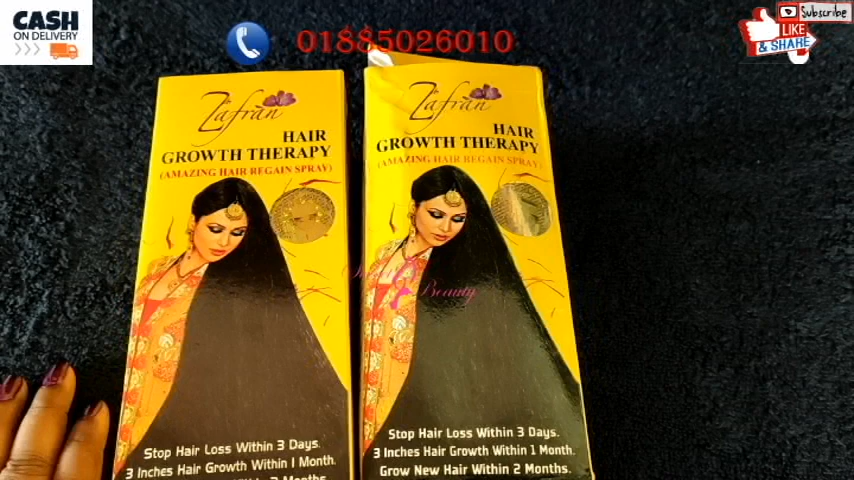 CASH
ON DELIVERY
01885026010
Subscribe
LIKE
& SHARE
Zafran
HAIR
GROWTH THERAPY
(AMAZING HAIR REGAIN SPRAY)
Stop Hair Loss Within 3 Days.
3 Inches Hair Growth Within 1 Month.
Zafran
HAIR
GROWTH THERAPY
(AMAZING HAIR REGAIN SPRAY)
Beauty
Stop Hair Loss Within 3 Days.
3 Inches Hair Growth Within 1 Month.
Grow New Hair Within 2 Months.